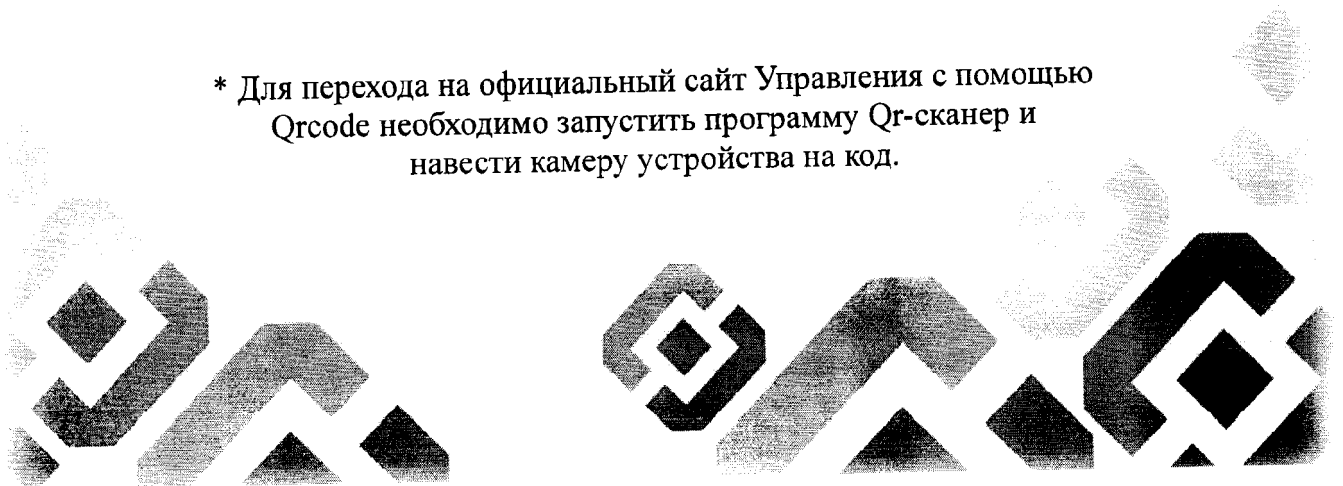 * Для перехода на официальный сайт Управления с помощью
Qrcode необходимо запустить программу Qr-сканер и
навести камеру устройства на код.